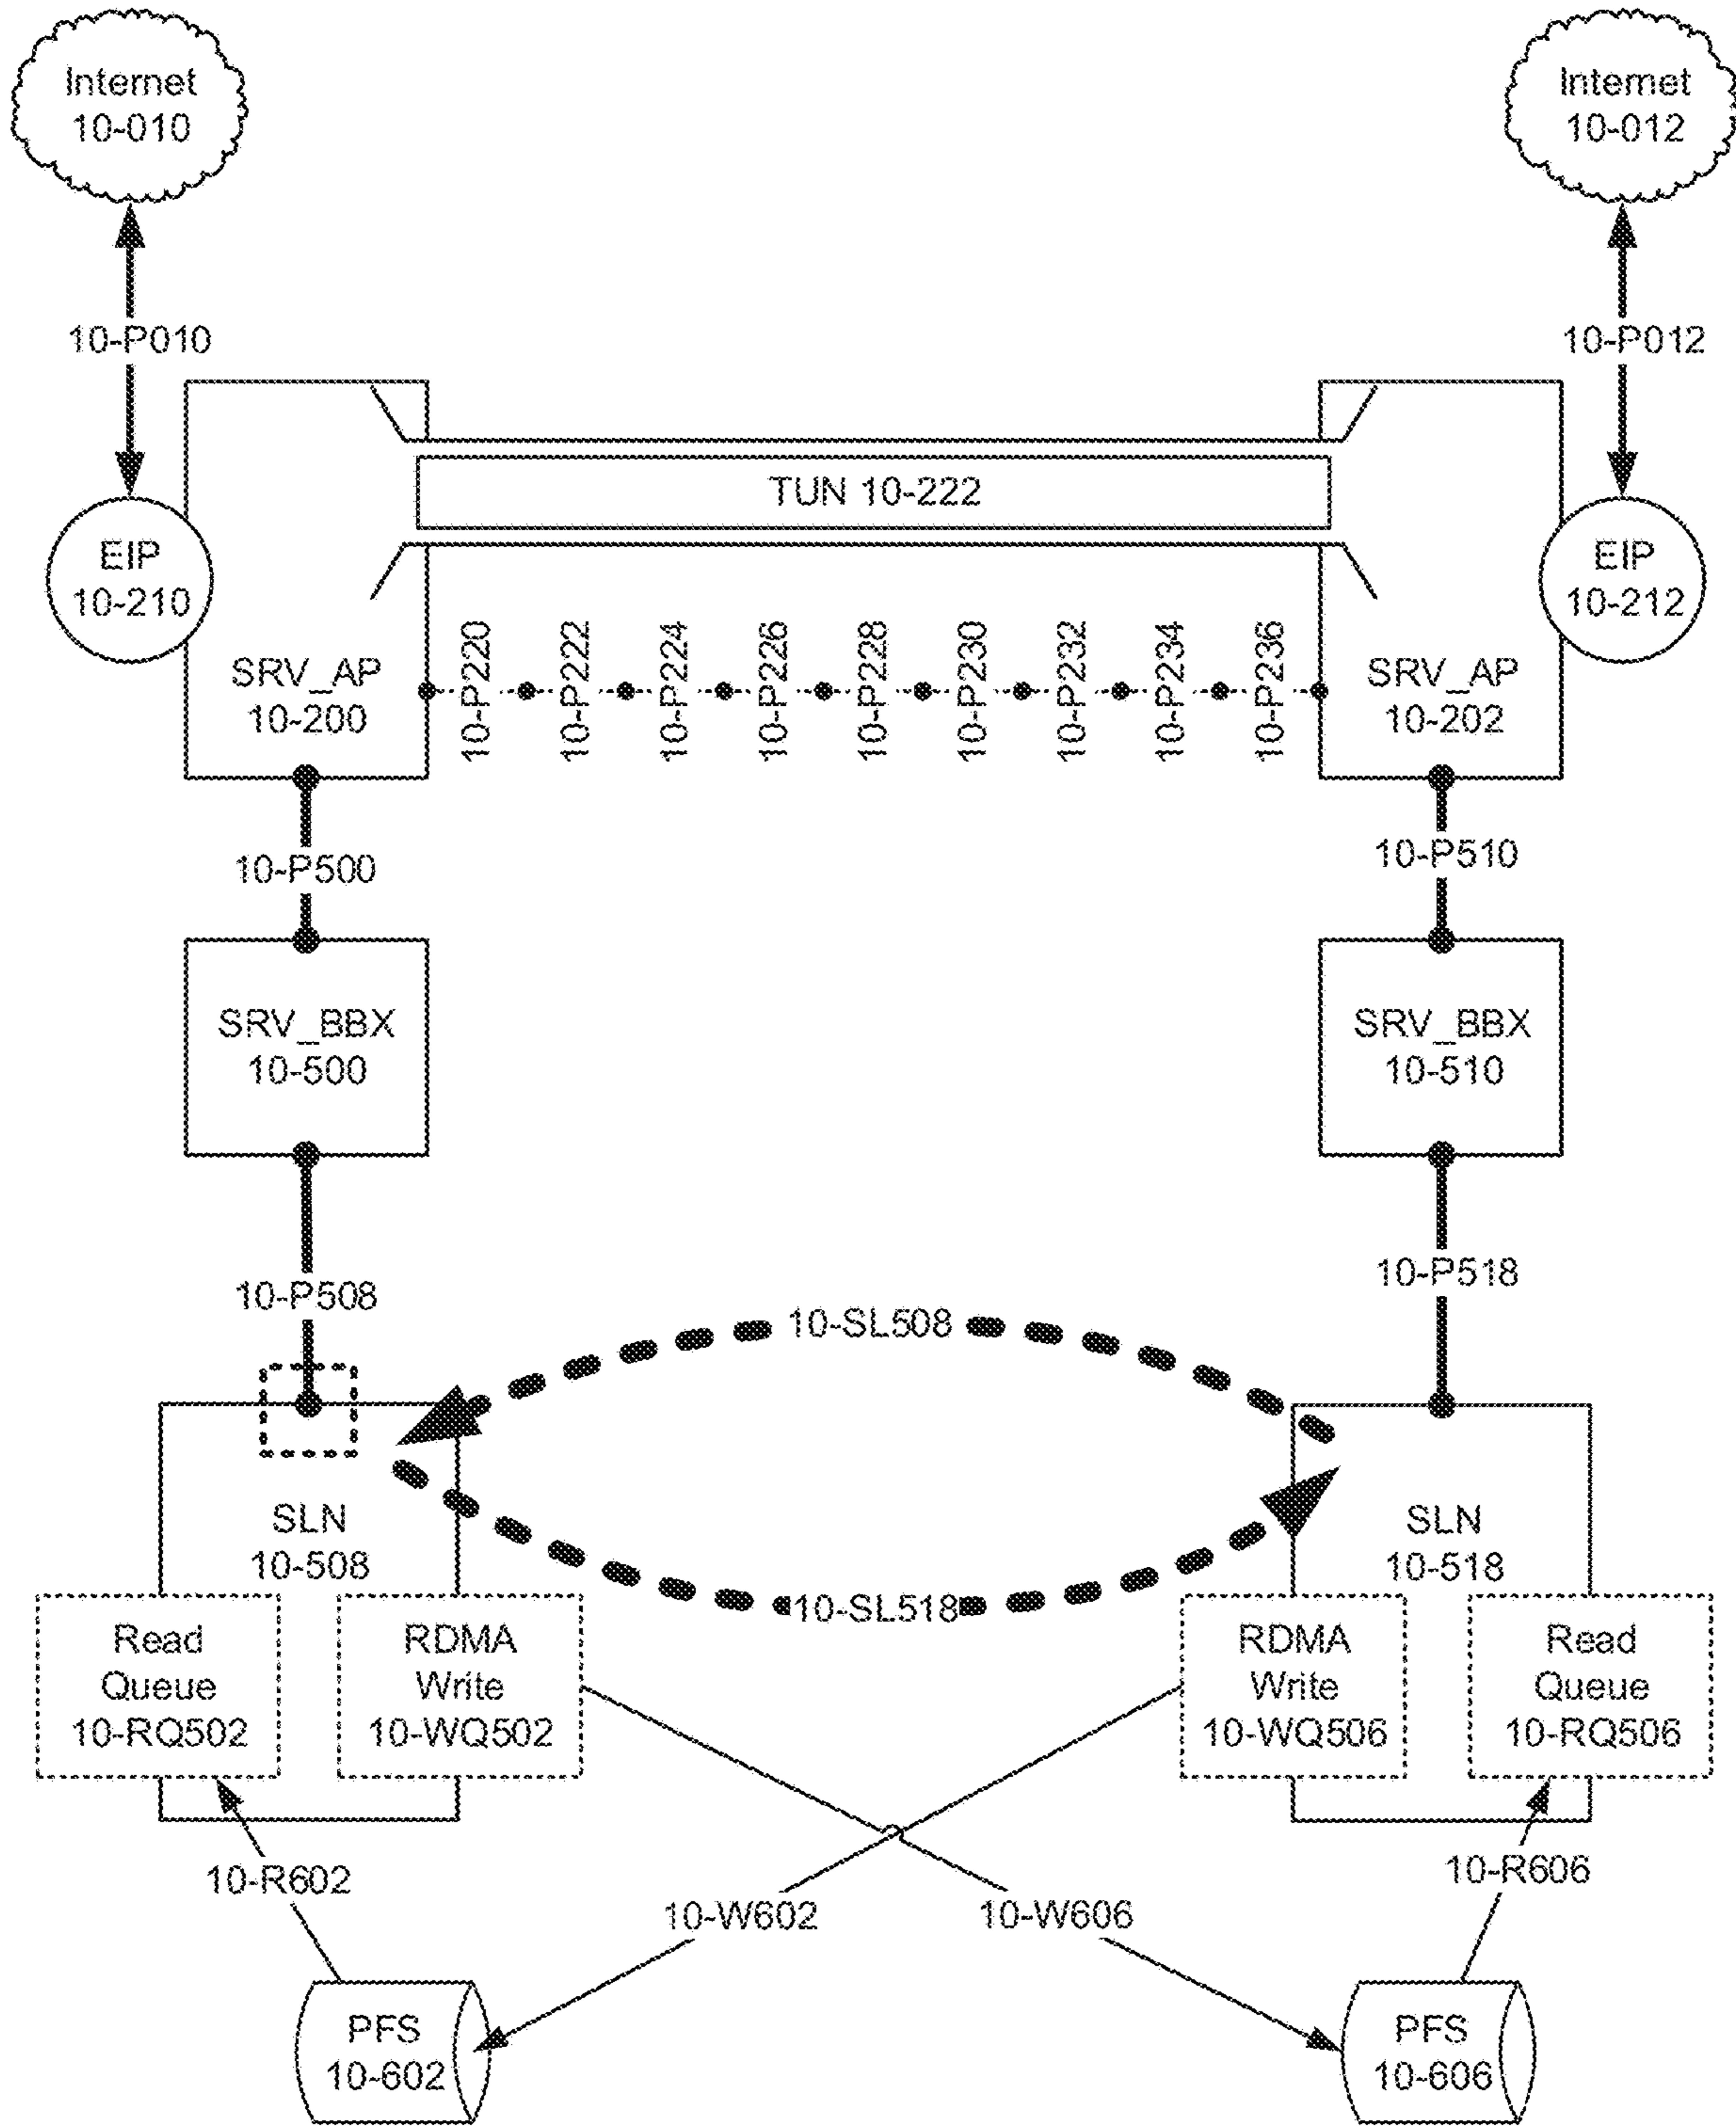 Internet
10-010
Internet
10-012
10-P010
10-P012
TUN 10-222
EIP
10-210
EIP
10-212
SRV_AP
10-200
10-P220
10-P222
10-P224
10-P226
10-P228
10-P230
10-P232
10-P234
10-P236
SRV_AP
10-202
10-P500
10-P510
SRV_BBX
10-500
SRV_BBX
10-510
10-P508
10-P518
10-SL508
SLN
10-508
SLN
10-518
10-SL518
Read
Queue
10-RQ502
RDMA
Write
10-WQ502
RDMA
Write
10-WQ506
Read
Queue
10-RQ506
10-R602
10-W602
10-W606
10-R606
PFS
10-602
PFS
10-606